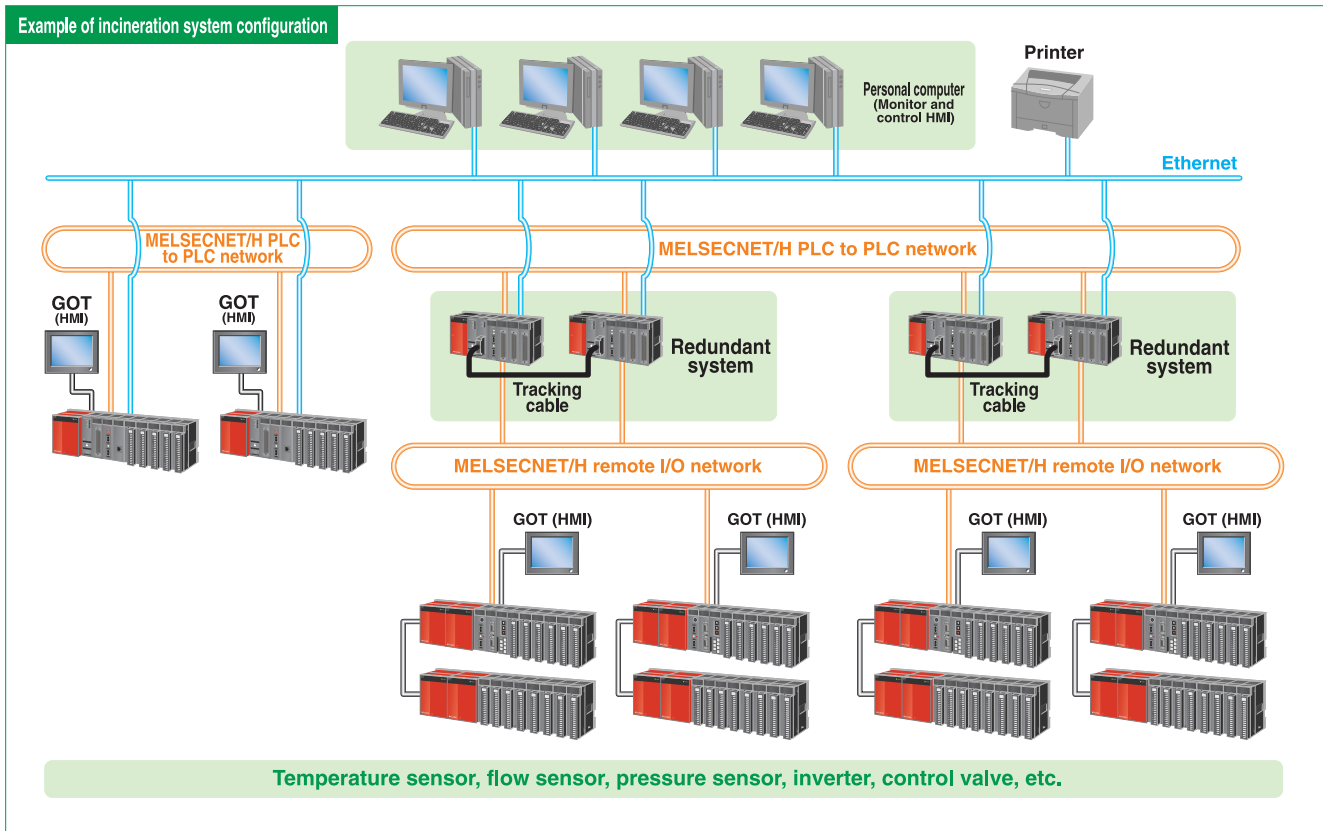 Example of incineration system configuration
Personal computer
(Monitor and
control HMI)
Printer
Ethernet
MELSECNET/H PLC
to PLC network
MELSECNET/H PLC to PLC network
GOT
(HMI)
GOT
(HMI)
Redundant
system
Tracking
cable
Redundant
system
Tracking
cable
MELSECNET/H remote I/O network
MELSECNET/H remote I/O network
GOT (HMI)
GOT (HMI)
GOT (HMI)
GOT (HMI)
Temperature sensor, flow sensor, pressure sensor, inverter, control valve, etc.